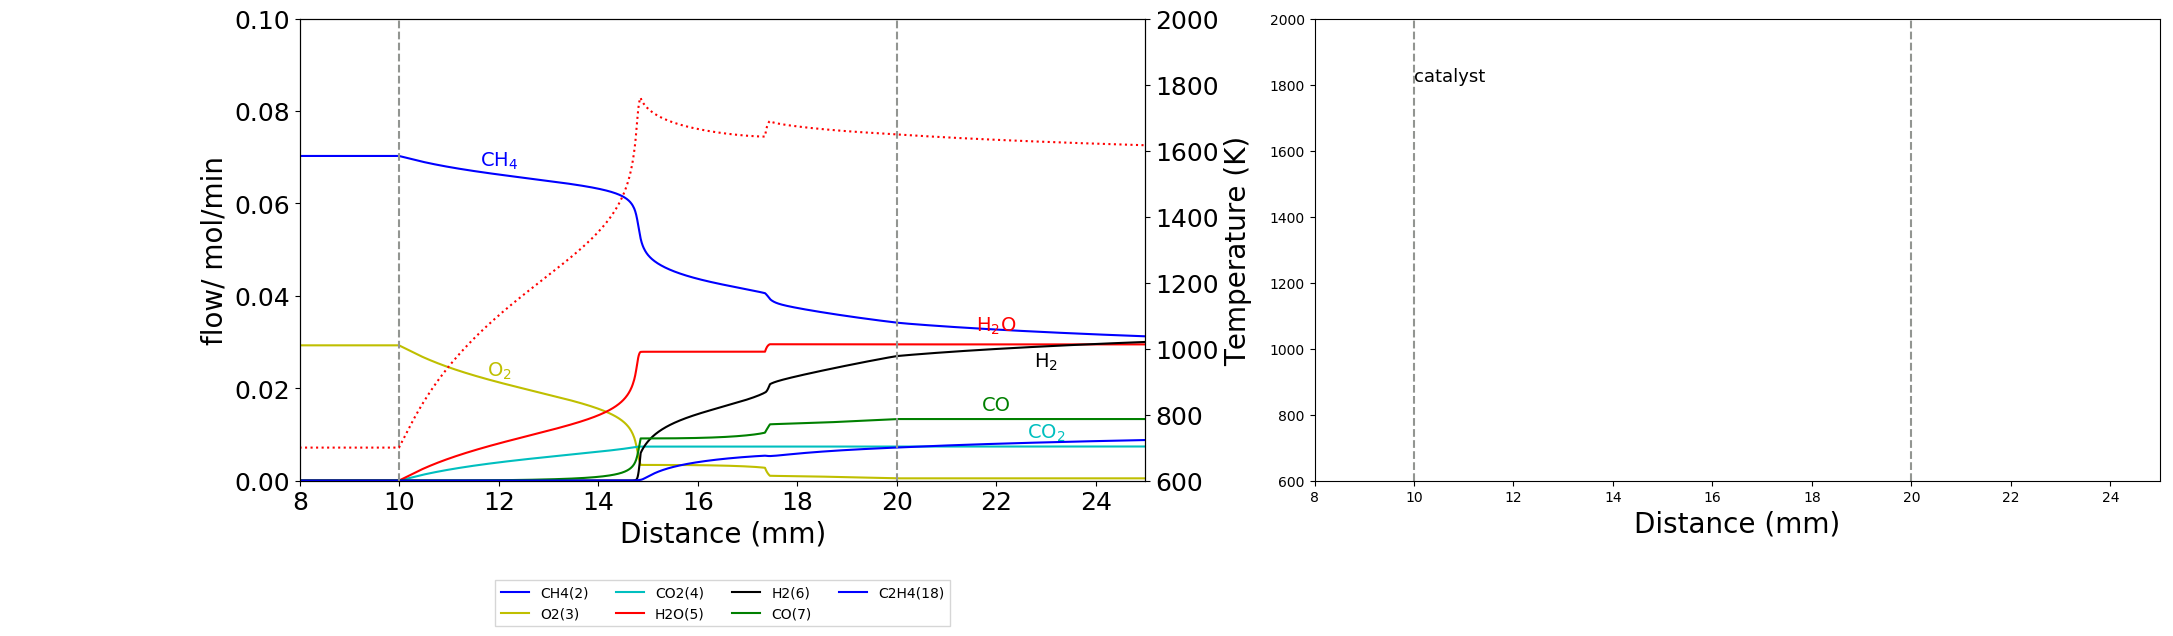 0.10
0.08
0.06
0.04
0.02
0.00
flow/ mol/min
8 10 12 14 16 18 20 22 24
Distance (mm)
2000
1800
1600
1400
1200
1000
800
600
Temperature (K)
CH₄
O₂
H₂O
H₂
CO
CO₂
CH4(2) CO2(4) H2(6) C2H4(18)
O2(3) H2O(5) CO(7)
2000
1800
1600
1400
1200
1000
800
600
catalyst
8 10 12 14 16 18 20 22 24
Distance (mm)